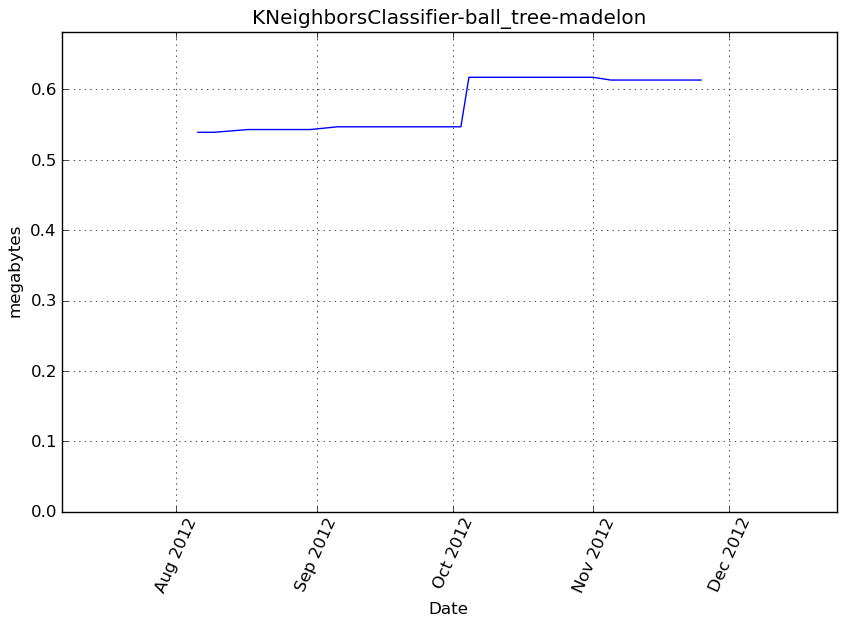 KNeighborsClassifier-ball_tree-madelon
0.6
0.5
0.4
0.3
0.2
0.1
0.0
megabytes
Aug 2012
Sep 2012
Oct 2012
Nov 2012
Dec 2012
Date